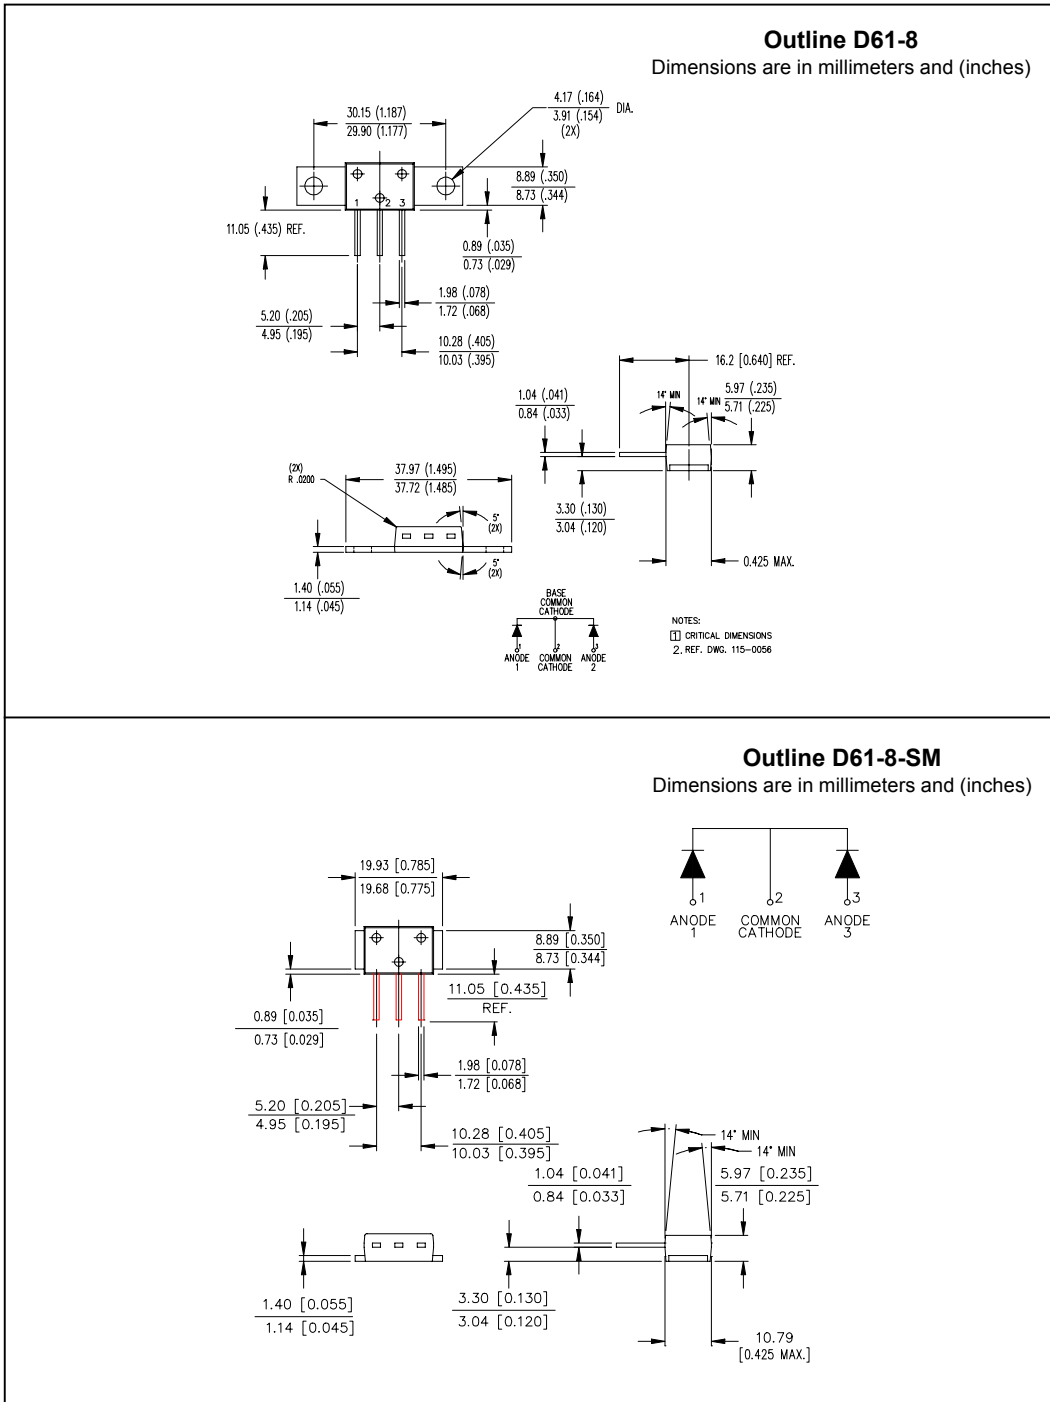 Outline D61-8
Dimensions are in millimeters and (inches)
30.15 (1.187)
29.90 (1.177)
4.17 (.164)
3.91 (.154)
DIA.
(2X)
8.89 (.350)
8.73 (.344)
1 2 3
11.05 (.435) REF.
0.89 (.035)
0.73 (.029)
1.98 (.078)
1.72 (.068)
5.20 (.205)
4.95 (.195)
10.28 (.405)
10.03 (.395)
16.2 [0.640] REF.
1.04 (.041)
0.84 (.033)
14° MIN
14° MIN
5.97 (.235)
5.71 (.225)
(2X)
R .0200
37.97 (1.495)
37.72 (1.485)
5°
(2X)
5°
(2X)
3.30 (.130)
3.04 (.120)
0.425 MAX.
1.40 (.055)
1.14 (.045)
BASE
COMMON
CATHODE
1 2 3
ANODE
1
COMMON
CATHODE
ANODE
2
NOTES:
1 CRITICAL DIMENSIONS
2. REF. DWG. 115-0056
Outline D61-8-SM
Dimensions are in millimeters and (inches)
19.93 [0.785]
19.68 [0.775]
1 2 3
ANODE
1
COMMON
CATHODE
ANODE
3
8.89 [0.350]
8.73 [0.344]
11.05 [0.435]
REF.
0.89 [0.035]
0.73 [0.029]
1.98 [0.078]
1.72 [0.068]
5.20 [0.205]
4.95 [0.195]
10.28 [0.405]
10.03 [0.395]
14° MIN
14° MIN
1.04 [0.041]
0.84 [0.033]
5.97 [0.235]
5.71 [0.225]
1.40 [0.055]
1.14 [0.045]
3.30 [0.130]
3.04 [0.120]
10.79
[0.425 MAX.]